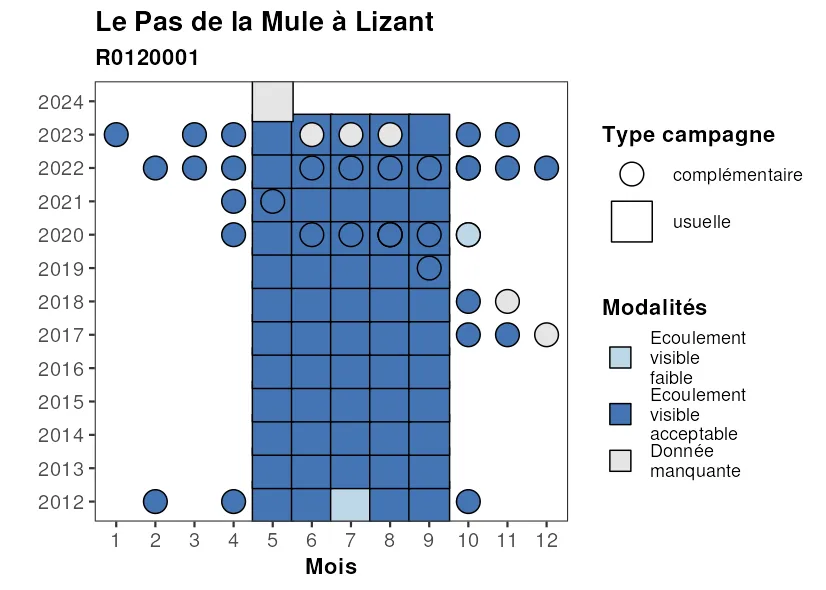 Le Pas de la Mule à Lizant
R0120001
2024
2023
2022
2021
2020
2019
2018
2017
2016
2015
2014
2013
2012
1 2 3 4 5 6 7 8 9 10 11 12
Mois
Type campagne
complémentaire
usuelle
Modalités
Ecoulement
visible
faible
Ecoulement
visible
acceptable
Donnée
manquante